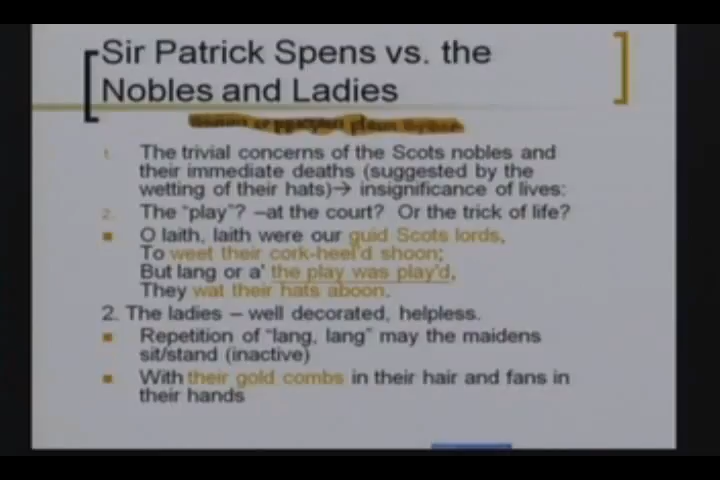 Sir Patrick Spens vs. the
Nobles and Ladies
1. The trivial concerns of the Scots nobles and
their immediate deaths (suggested by the
wetting of their hats)→ insignificance of lives:
2. The “play”? –at the court? Or the trick of life?
O laith, laith were our guid Scots lords,
To weet their cork-heel'd shoon;
But lang or a' the play was play'd,
They wat their hats aboon.
2. The ladies – well decorated, helpless.
Repetition of “lang, lang” may the maidens
sit/stand (inactive)
With their gold combs in their hair and fans in
their hands